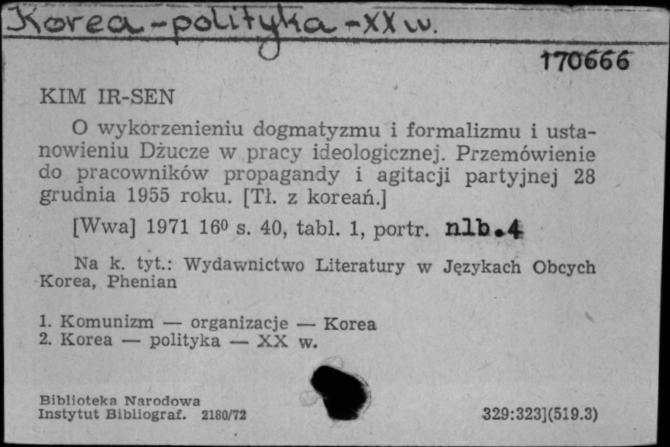 Korea - polityka - XX w.
170666
KIM IR-SEN
O wykorzenieniu dogmatyzmu i formalizmu i usta-
nowieniu Dżucze w pracy ideologicznej. Przemówienie
do pracowników propagandy i agitacji partyjnej 28
grudnia 1955 roku. [Tł. z koreań.]
[Wwa] 1971 16⁰ s. 40, tabl. 1, portr. nlb.4
Na k. tyt.: Wydawnictwo Literatury w Językach Obcych
Korea, Phenian
1. Komunizm — organizacje — Korea
2. Korea — polityka — XX w.
Biblioteka Narodowa
Instytut Bibliograf. 2180/72
329:323](519.3)